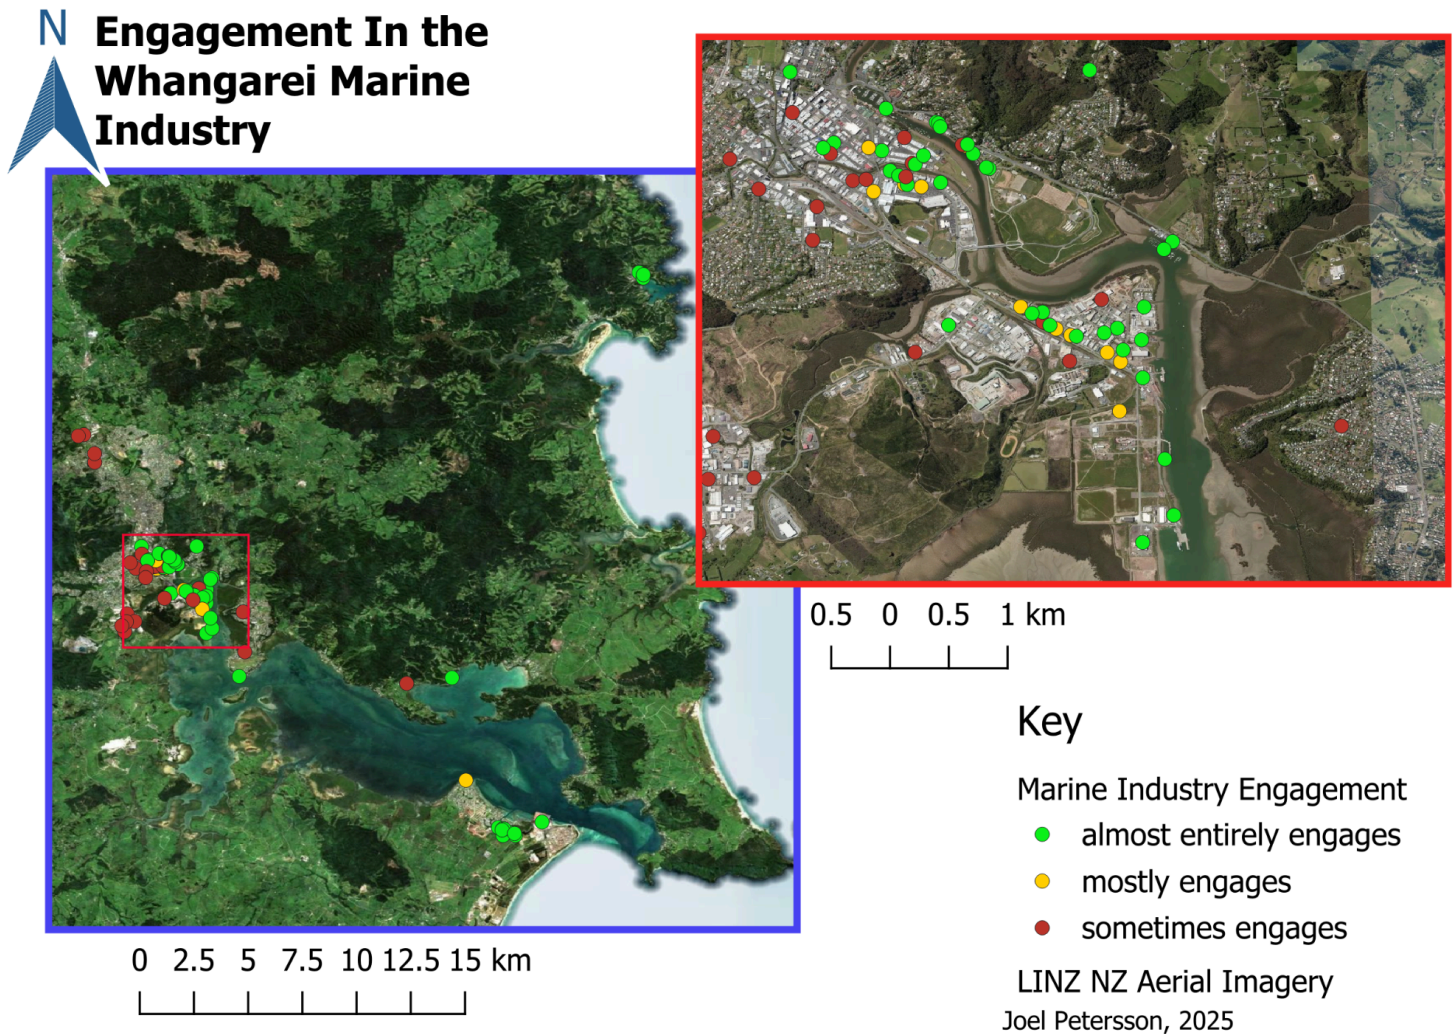 N
Engagement In the
Whangarei Marine
Industry
0.5 0 0.5 1 km
Key
Marine Industry Engagement
almost entirely engages
mostly engages
sometimes engages
LINZ NZ Aerial Imagery
Joel Petersson, 2025
0 2.5 5 7.5 10 12.5 15 km